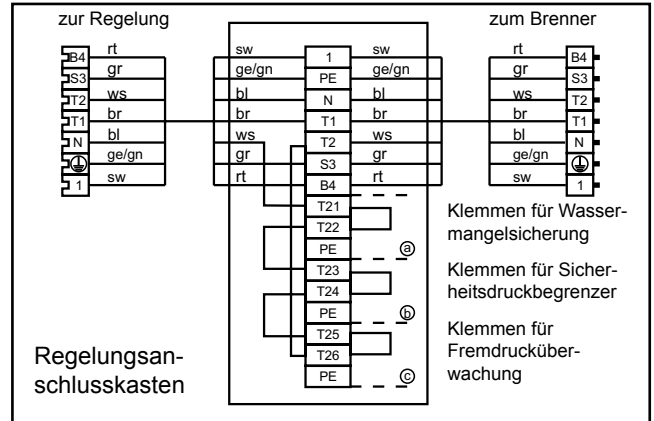 zur Regelung
zum Brenner
B4 rt
S3 gr
T2 ws
T1 br
N bl
ge/gn
1 sw
sw 1 sw
ge/gn PE ge/gn
bl N bl
br T1 br
ws T2 ws
gr S3 gr
rt B4 rt
T21
T22
PE a
T23
T24
PE b
T25
T26
PE c
rt B4
gr S3
ws T2
br T1
bl N
ge/gn
sw 1
Klemmen für Wasser-
mangelsicherung
Klemmen für Sicher-
heitsdruckbegrenzer
Klemmen für
Fremddrucküber-
wachung
Regelungsan-
schlusskasten